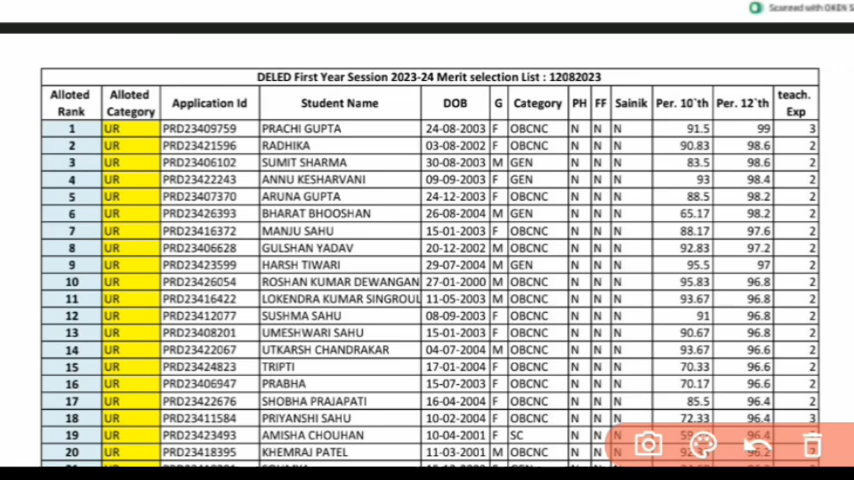 Scanned with OKEN S
DELED First Year Session 2023-24 Merit selection List : 12082023
Alloted Rank Alloted Category Application Id Student Name DOB G Category PH FF Sainik Per. 10`th Per. 12`th teach. Exp
1 UR PRD23409759 PRACHI GUPTA 24-08-2003 F OBCNC N N N 91.5 99 3
2 UR PRD23421596 RADHIKA 03-08-2002 F OBCNC N N N 90.83 98.6 2
3 UR PRD23406102 SUMIT SHARMA 30-08-2003 M GEN N N N 83.5 98.6 2
4 UR PRD23422243 ANNU KESHARVANI 09-09-2003 F GEN N N N 93 98.4 2
5 UR PRD23407370 ARUNA GUPTA 24-12-2003 F OBCNC N N N 88.5 98.2 2
6 UR PRD23426393 BHARAT BHOOSHAN 26-08-2004 M GEN N N N 65.17 98.2 2
7 UR PRD23416372 MANJU SAHU 15-01-2003 F OBCNC N N N 88.17 97.6 2
8 UR PRD23406628 GULSHAN YADAV 20-12-2002 M OBCNC N N N 92.83 97.2 2
9 UR PRD23423599 HARSH TIWARI 29-07-2004 M GEN N N N 95.5 97 2
10 UR PRD23426054 ROSHAN KUMAR DEWANGAN 27-01-2000 M OBCNC N N N 95.83 96.8 2
11 UR PRD23416422 LOKENDRA KUMAR SINGROUL 11-05-2003 M OBCNC N N N 93.67 96.8 2
12 UR PRD23412077 SUSHMA SAHU 08-09-2003 F OBCNC N N N 91 96.8 2
13 UR PRD23408201 UMESHWARI SAHU 15-01-2003 F OBCNC N N N 90.67 96.8 2
14 UR PRD23422067 UTKARSH CHANDRAKAR 04-07-2004 M OBCNC N N N 93.67 96.6 2
15 UR PRD23424823 TRIPTI 17-01-2004 F OBCNC N N N 70.33 96.6 2
16 UR PRD23406947 PRABHA 15-07-2003 F OBCNC N N N 70.17 96.6 2
17 UR PRD23422676 SHOBHA PRAJAPATI 16-04-2004 F OBCNC N N N 85.5 96.4 2
18 UR PRD23411584 PRIYANSHI SAHU 10-02-2004 F OBCNC N N N 72.33 96.4 3
19 UR PRD23423493 AMISHA CHOUHAN 10-04-2001 F SC N N N 96.4 2
20 UR PRD23418395 KHEMRAJ PATEL 11-03-2001 M OBCNC N N N 96.2 2